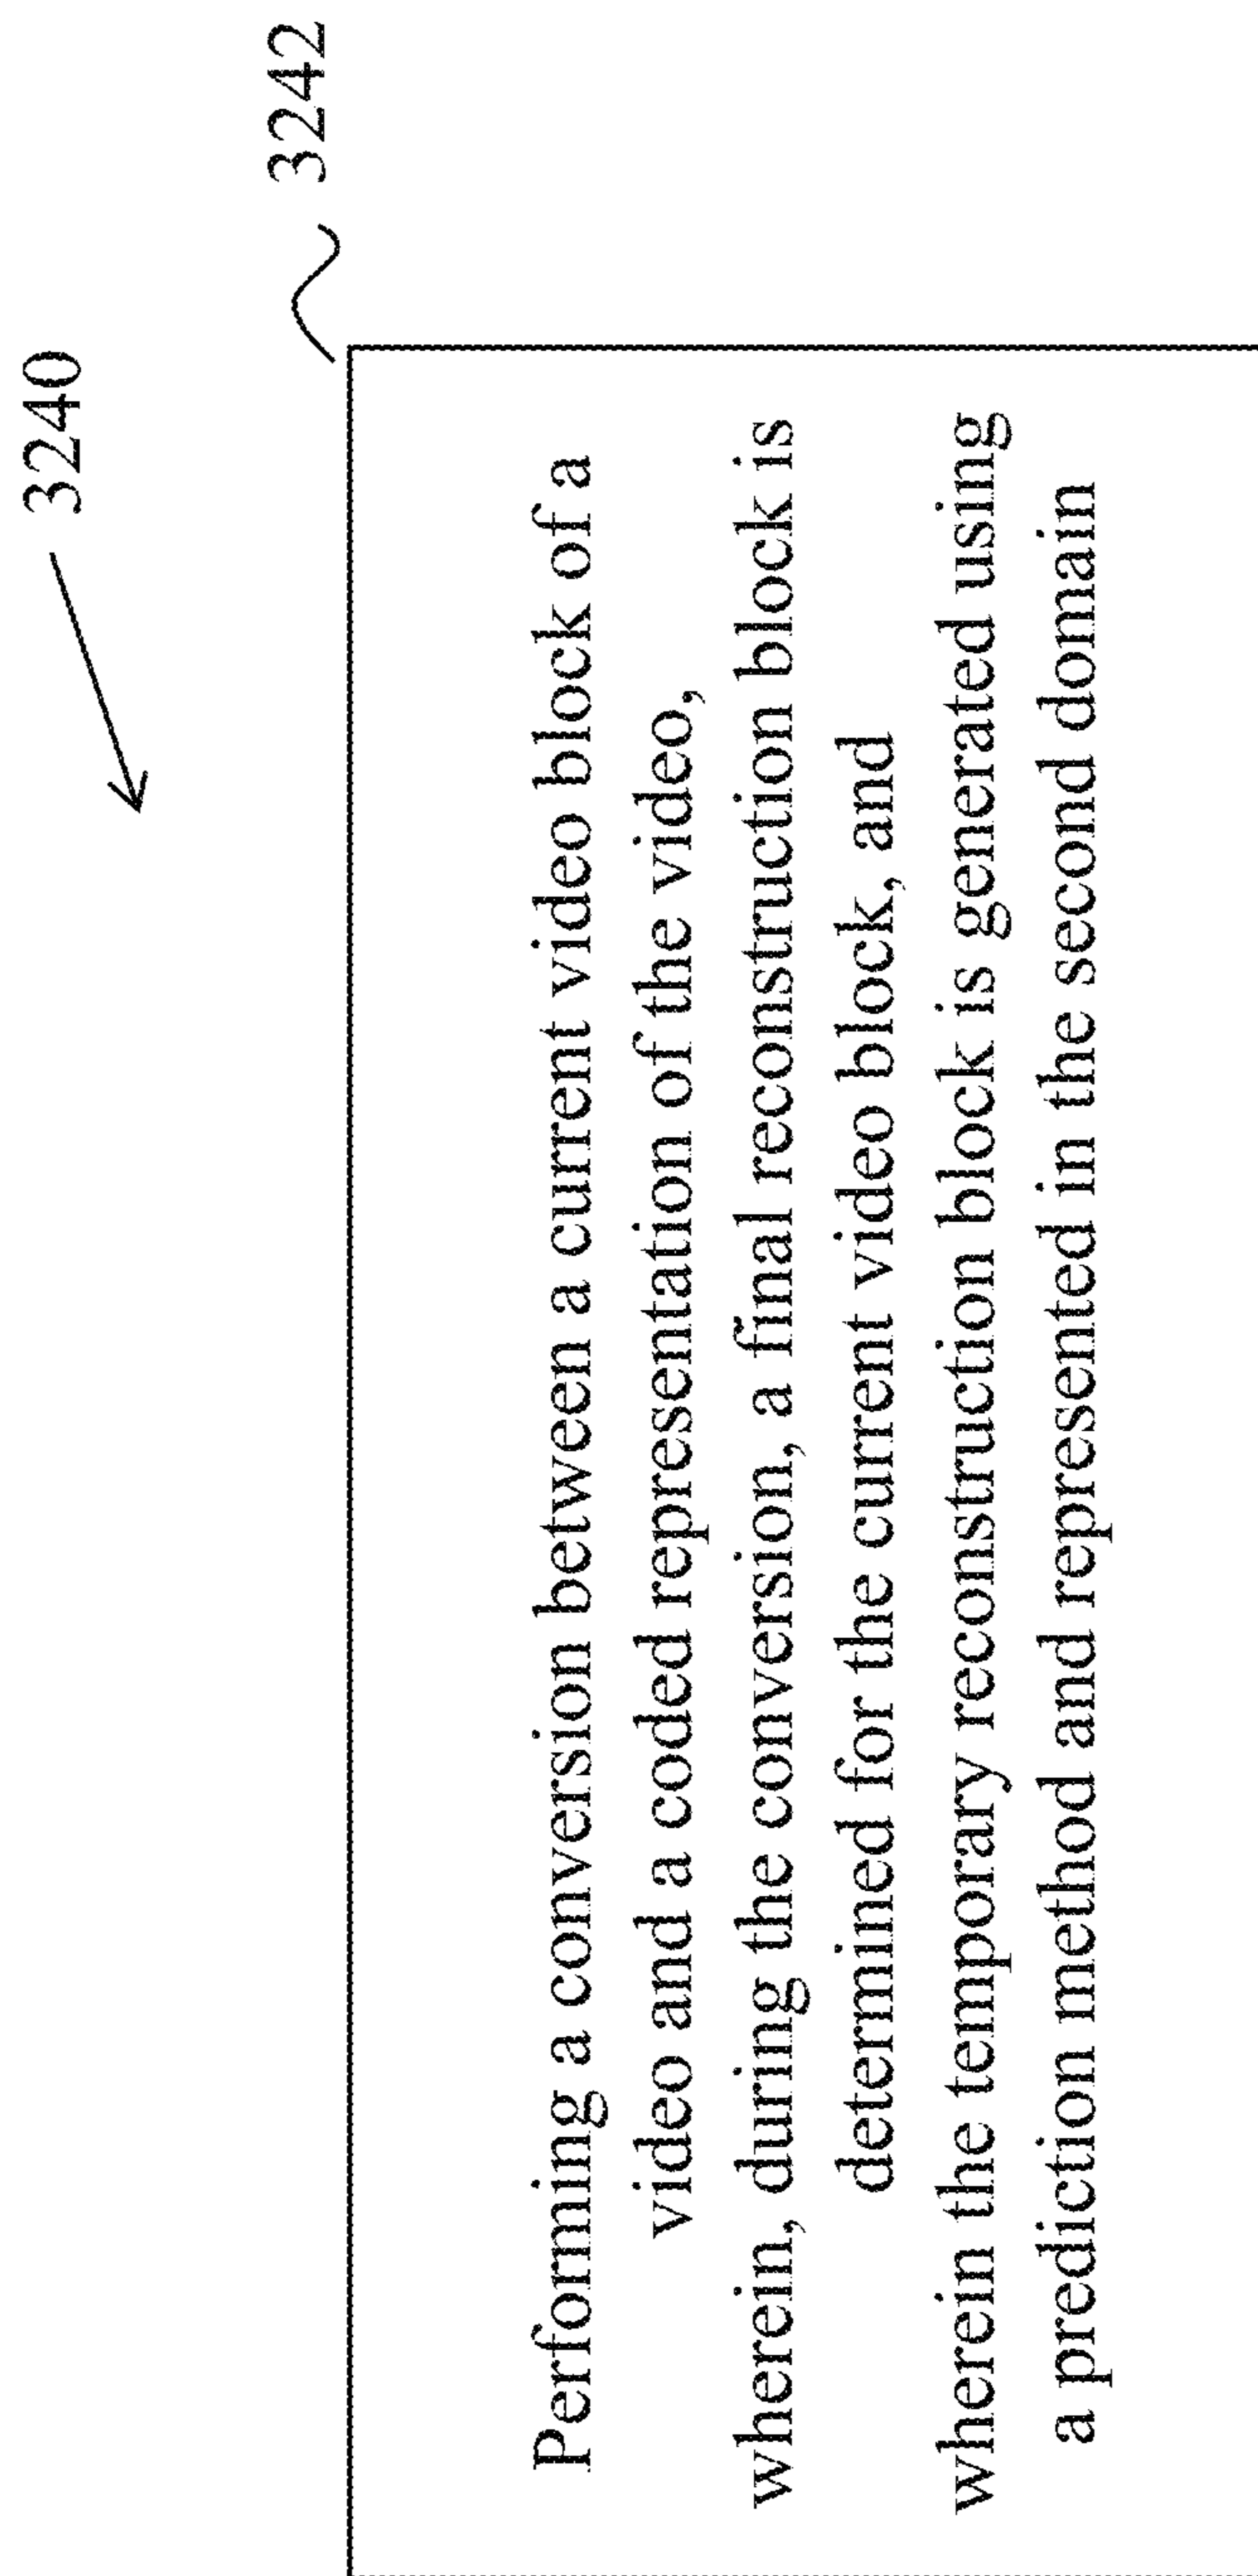 3240
3242
Performing a conversion between a current video block of a
video and a coded representation of the video,
wherein, during the conversion, a final reconstruction block is
determined for the current video block, and
wherein the temporary reconstruction block is generated using
a prediction method and represented in the second domain